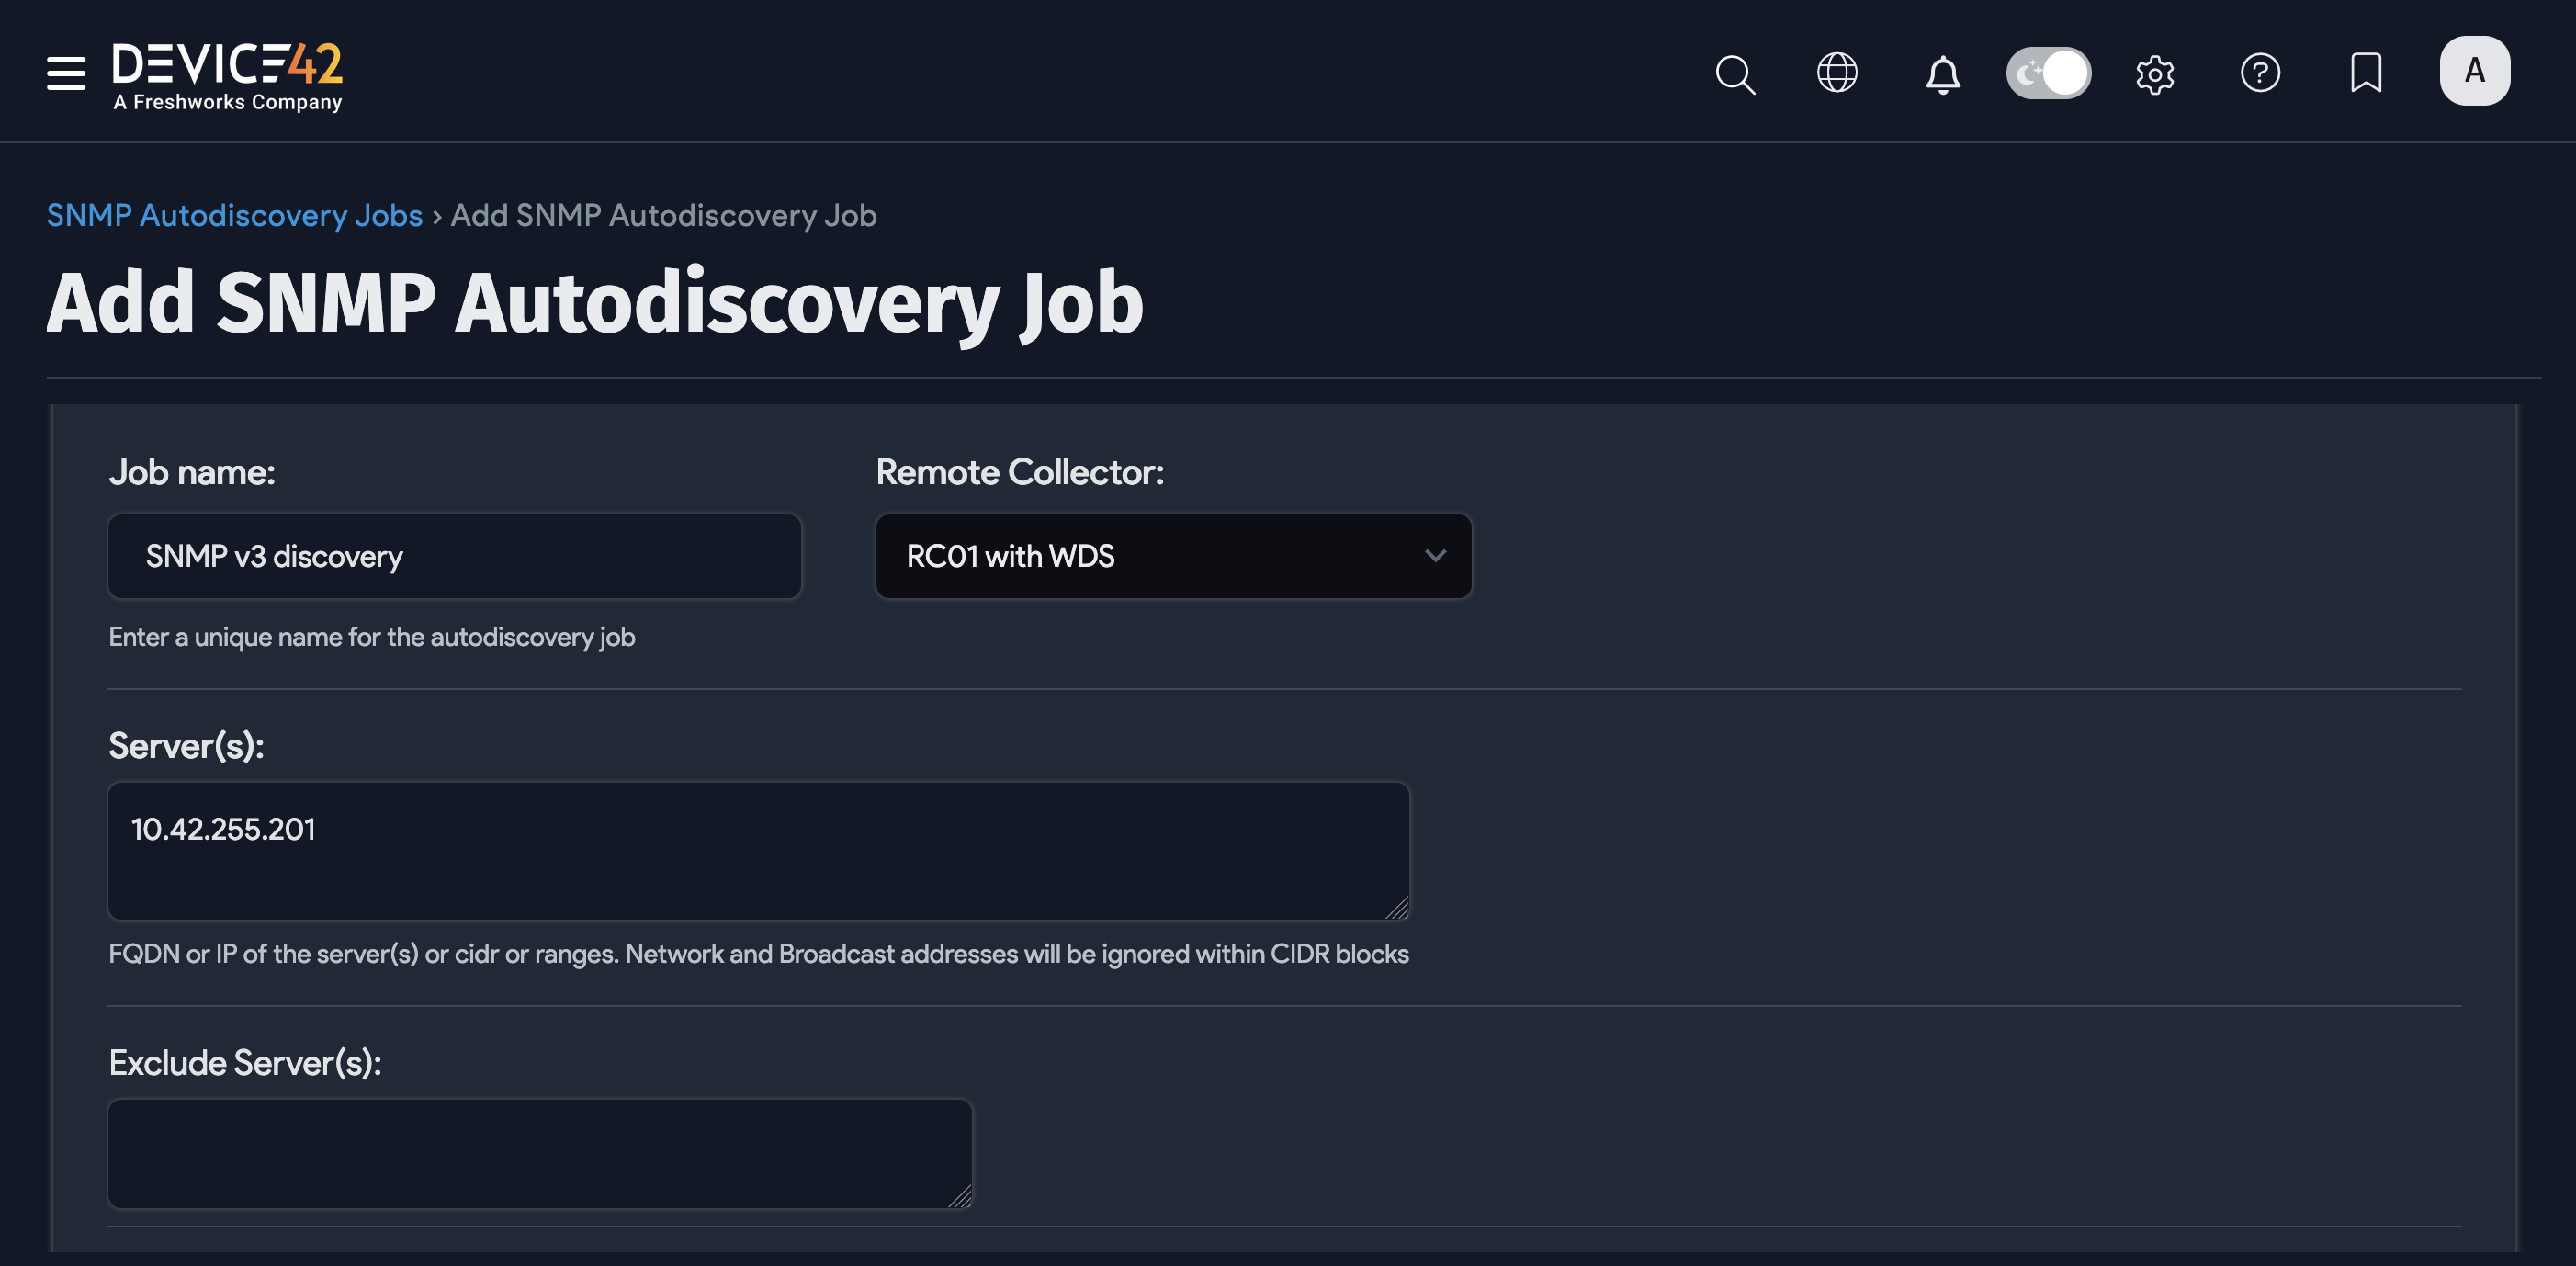 DEVICE42
A Freshworks Company
A
SNMP Autodiscovery Jobs › Add SNMP Autodiscovery Job
Add SNMP Autodiscovery Job
Job name:
Remote Collector:
SNMP v3 discovery
RC01 with WDS
Enter a unique name for the autodiscovery job
Server(s):
10.42.255.201
FQDN or IP of the server(s) or cidr or ranges. Network and Broadcast addresses will be ignored within CIDR blocks
Exclude Server(s):